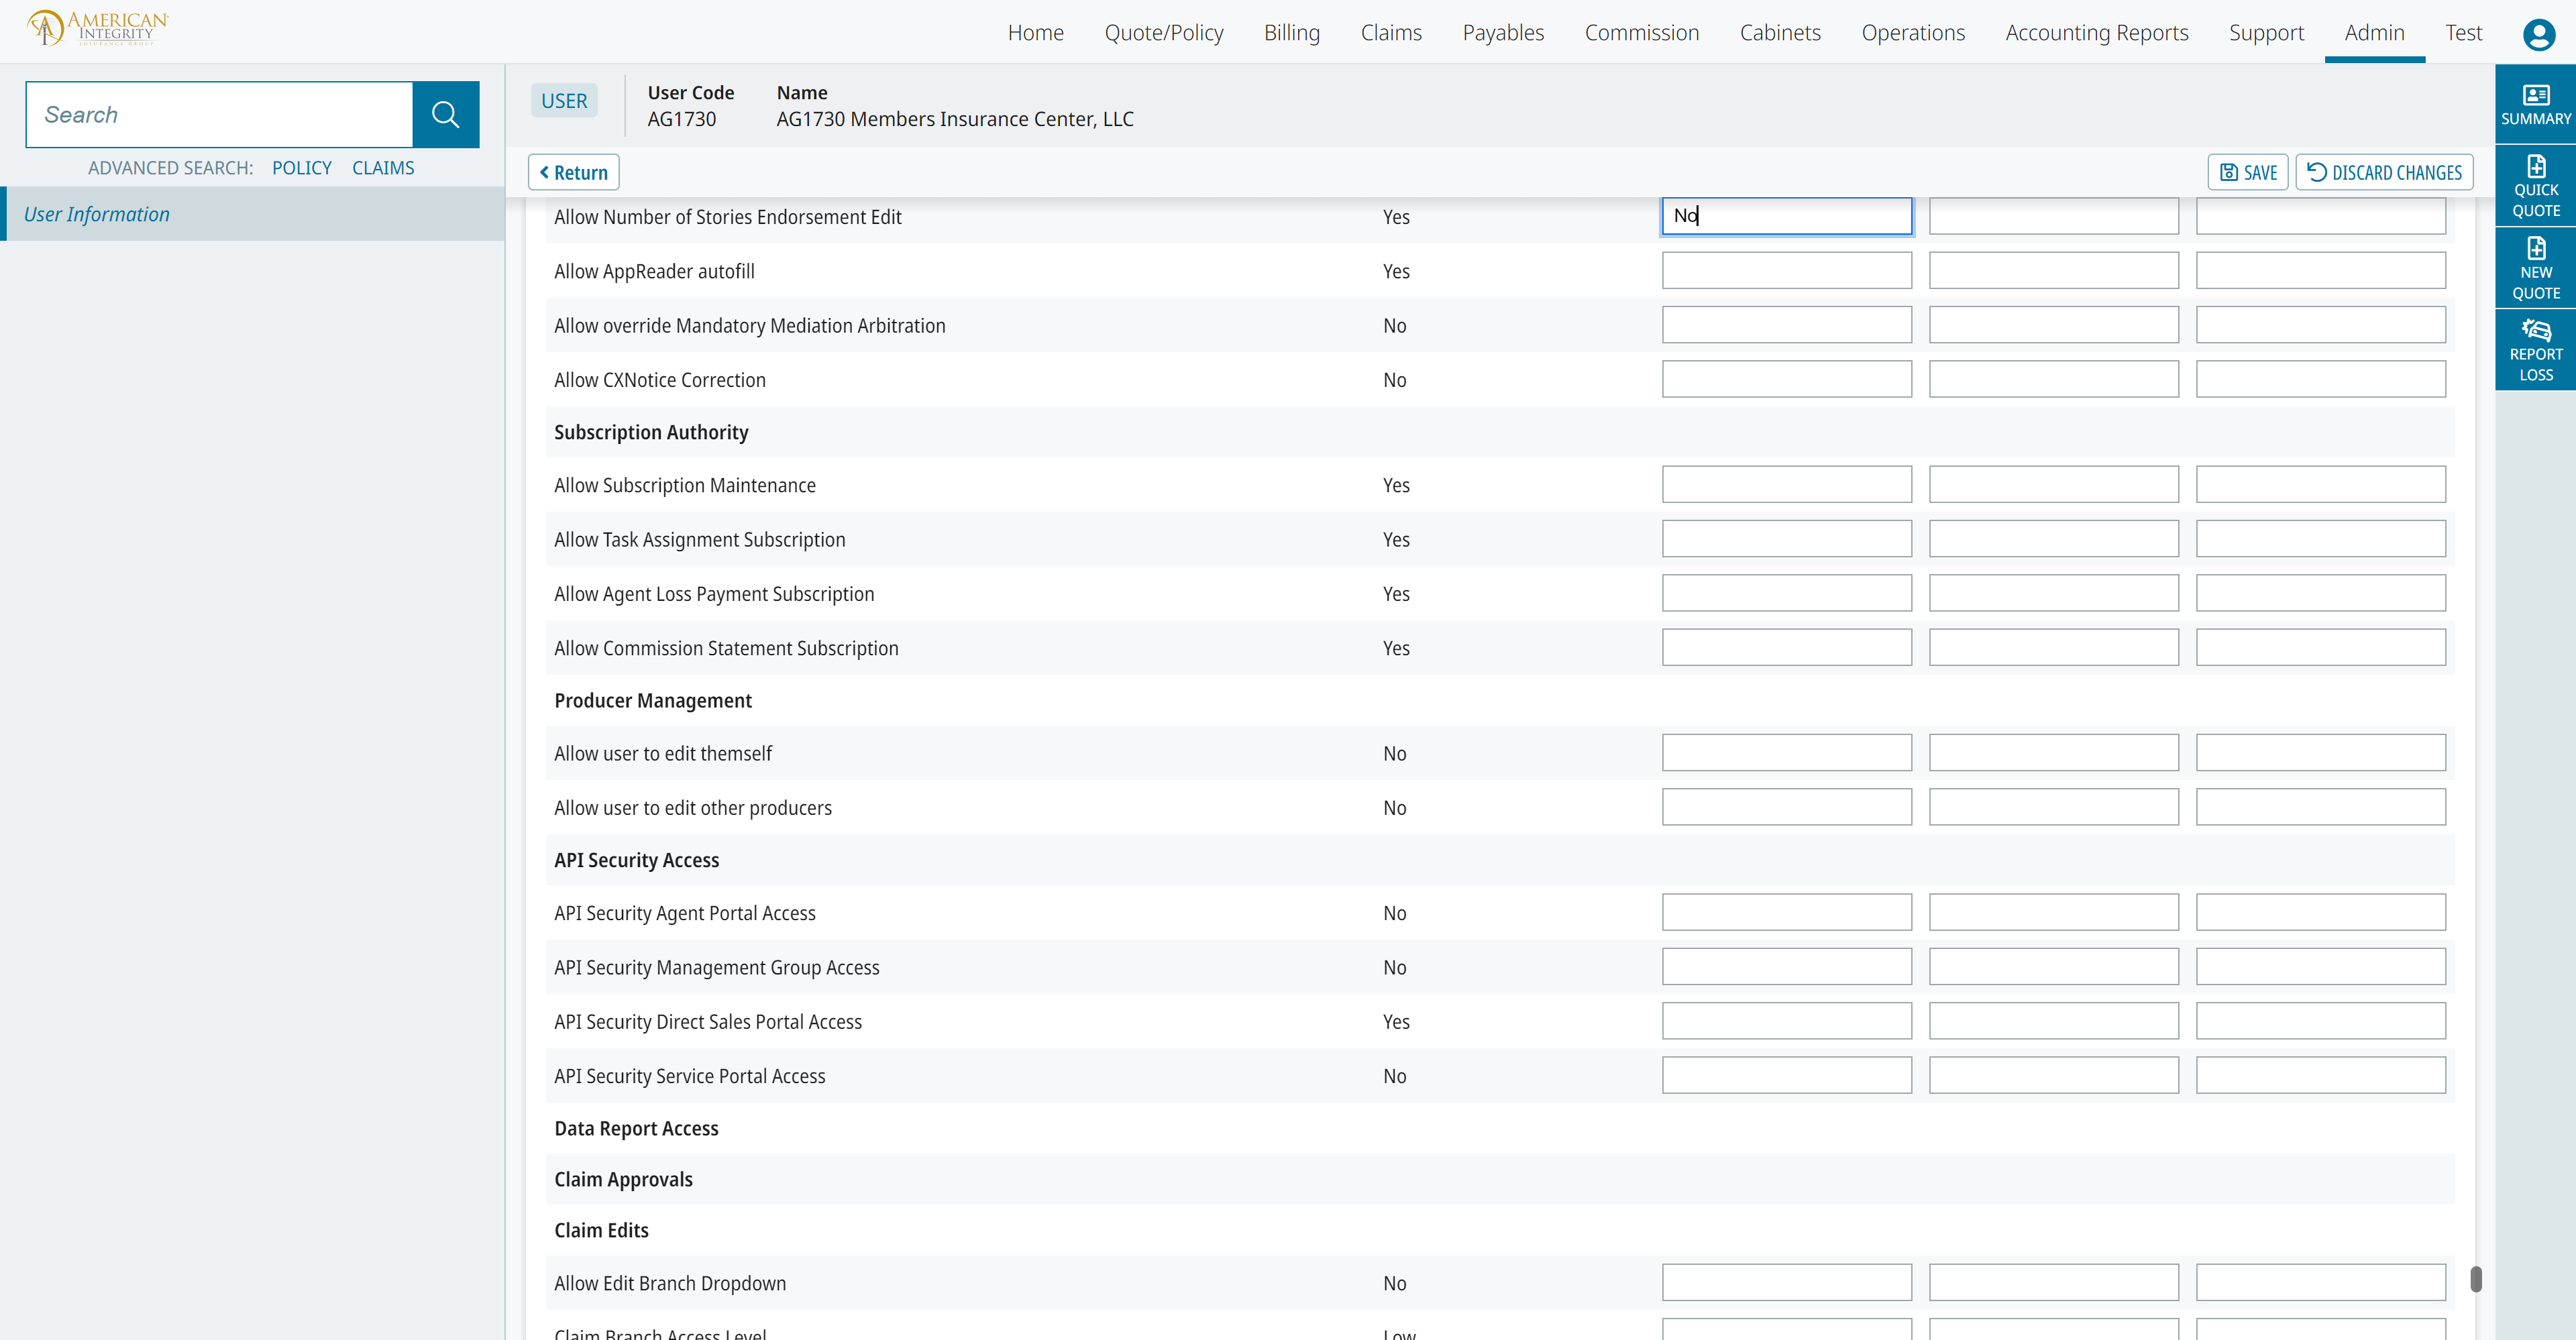 AMERICAN
INTEGRITY
INSURANCE GROUP
Home Quote/Policy Billing Claims Payables Commission Cabinets Operations Accounting Reports Support Admin Test
Search
ADVANCED SEARCH: POLICY CLAIMS
User Information
USER
User Code Name
AG1730 AG1730 Members Insurance Center, LLC
Return SAVE DISCARD CHANGES
SUMMARY
QUICK
QUOTE
NEW
QUOTE
REPORT
LOSS
Allow Number of Stories Endorsement Edit Yes No
Allow AppReader autofill Yes
Allow override Mandatory Mediation Arbitration No
Allow CXNotice Correction No
Subscription Authority
Allow Subscription Maintenance Yes
Allow Task Assignment Subscription Yes
Allow Agent Loss Payment Subscription Yes
Allow Commission Statement Subscription Yes
Producer Management
Allow user to edit themself No
Allow user to edit other producers No
API Security Access
API Security Agent Portal Access No
API Security Management Group Access No
API Security Direct Sales Portal Access Yes
API Security Service Portal Access No
Data Report Access
Claim Approvals
Claim Edits
Allow Edit Branch Dropdown No
Claim Branch Access Level Low